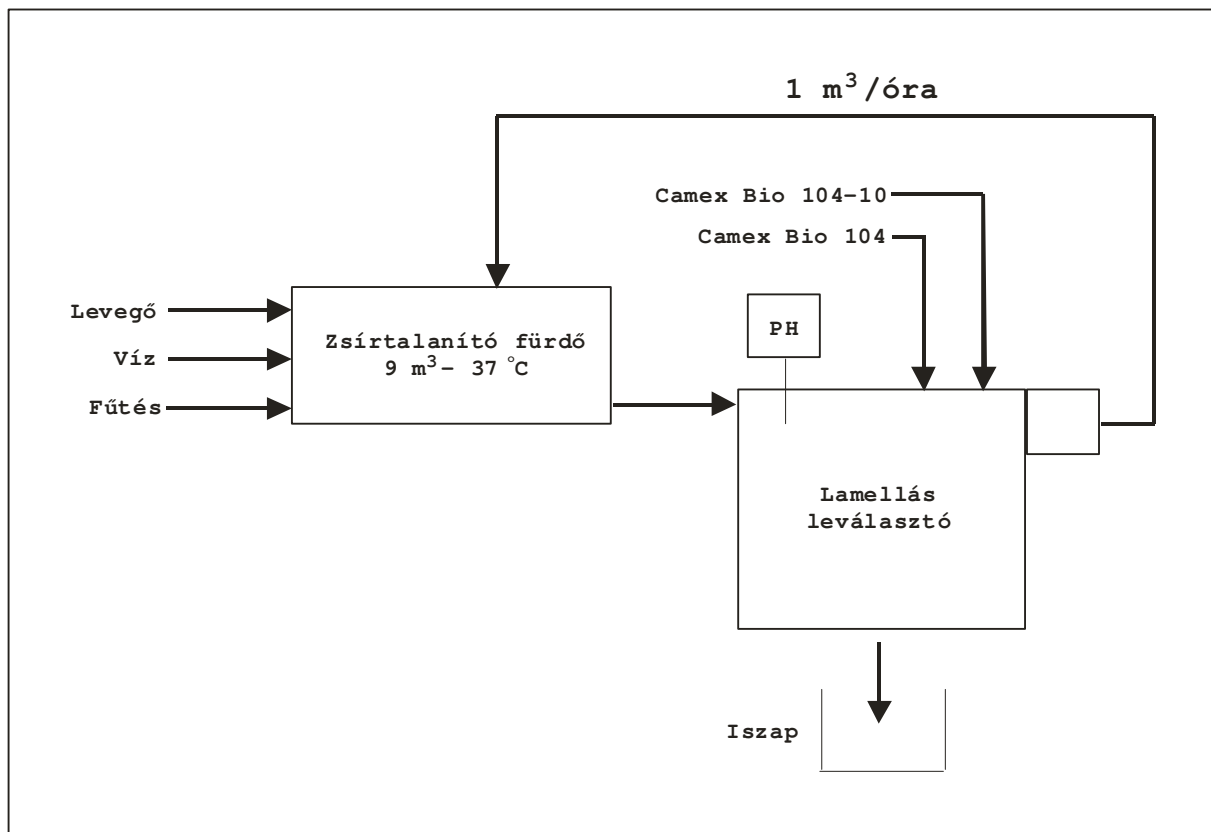 1 m³/óra
Camex Bio 104-10
Camex Bio 104
Levegő
Víz
Fűtés
Zsírtalanító fürdő
9 m³- 37 °C
PH
Lamellás
leválasztó
Iszap